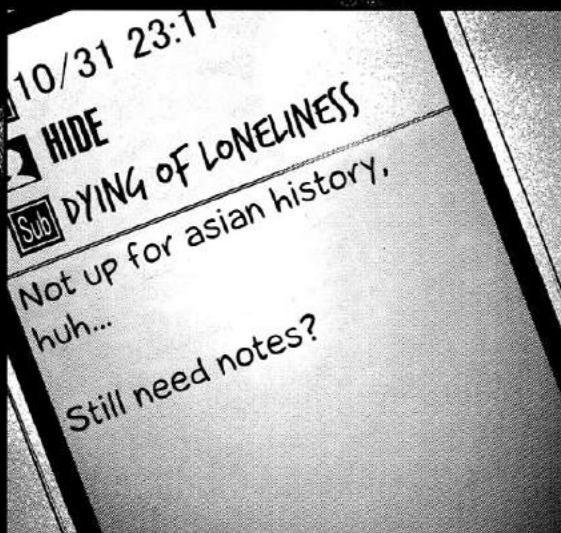 10/31 23:11
HIDE
Sub DYING OF LONELINESS
Not up for asian history,
huh...
Still need notes?